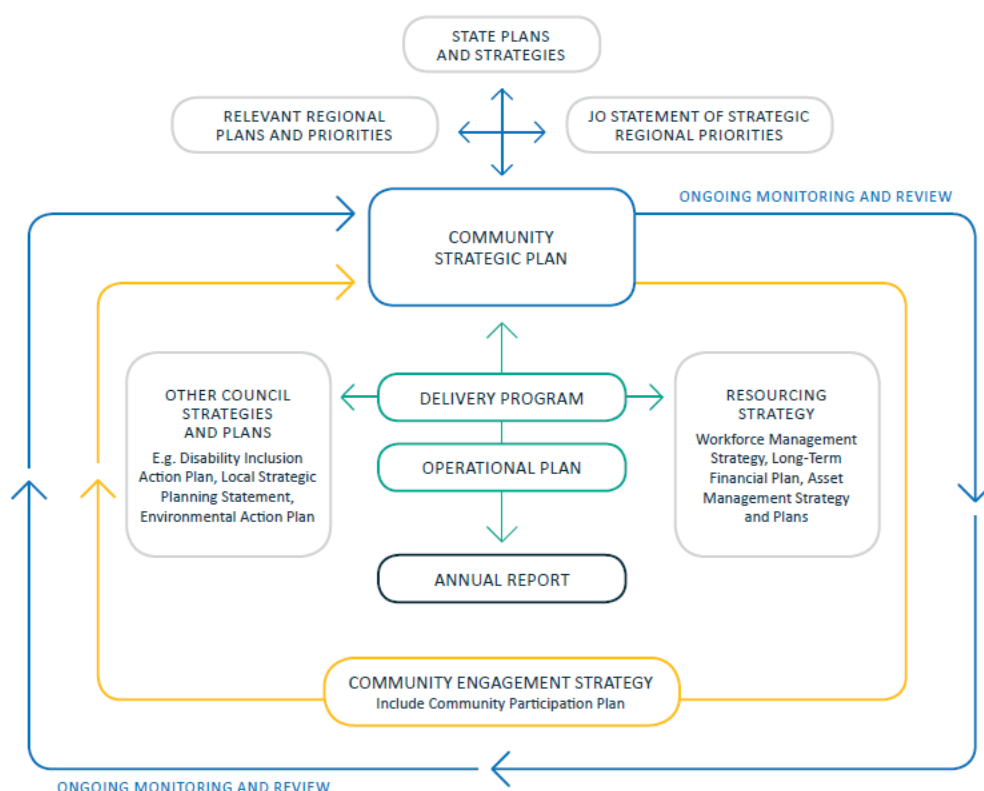 STATE PLANS
AND STRATEGIES
RELEVANT REGIONAL
PLANS AND PRIORITIES
JO STATEMENT OF STRATEGIC
REGIONAL PRIORITIES
ONGOING MONITORING AND REVIEW
COMMUNITY
STRATEGIC PLAN
OTHER COUNCIL
STRATEGIES
AND PLANS
E.g. Disability Inclusion
Action Plan, Local Strategic
Planning Statement,
Environmental Action Plan
DELIVERY PROGRAM
OPERATIONAL PLAN
ANNUAL REPORT
RESOURCING
STRATEGY
Workforce Management
Strategy, Long-Term
Financial Plan, Asset
Management Strategy
and Plans
COMMUNITY ENGAGEMENT STRATEGY
Include Community Participation Plan
ONGOING MONITORING AND REVIEW